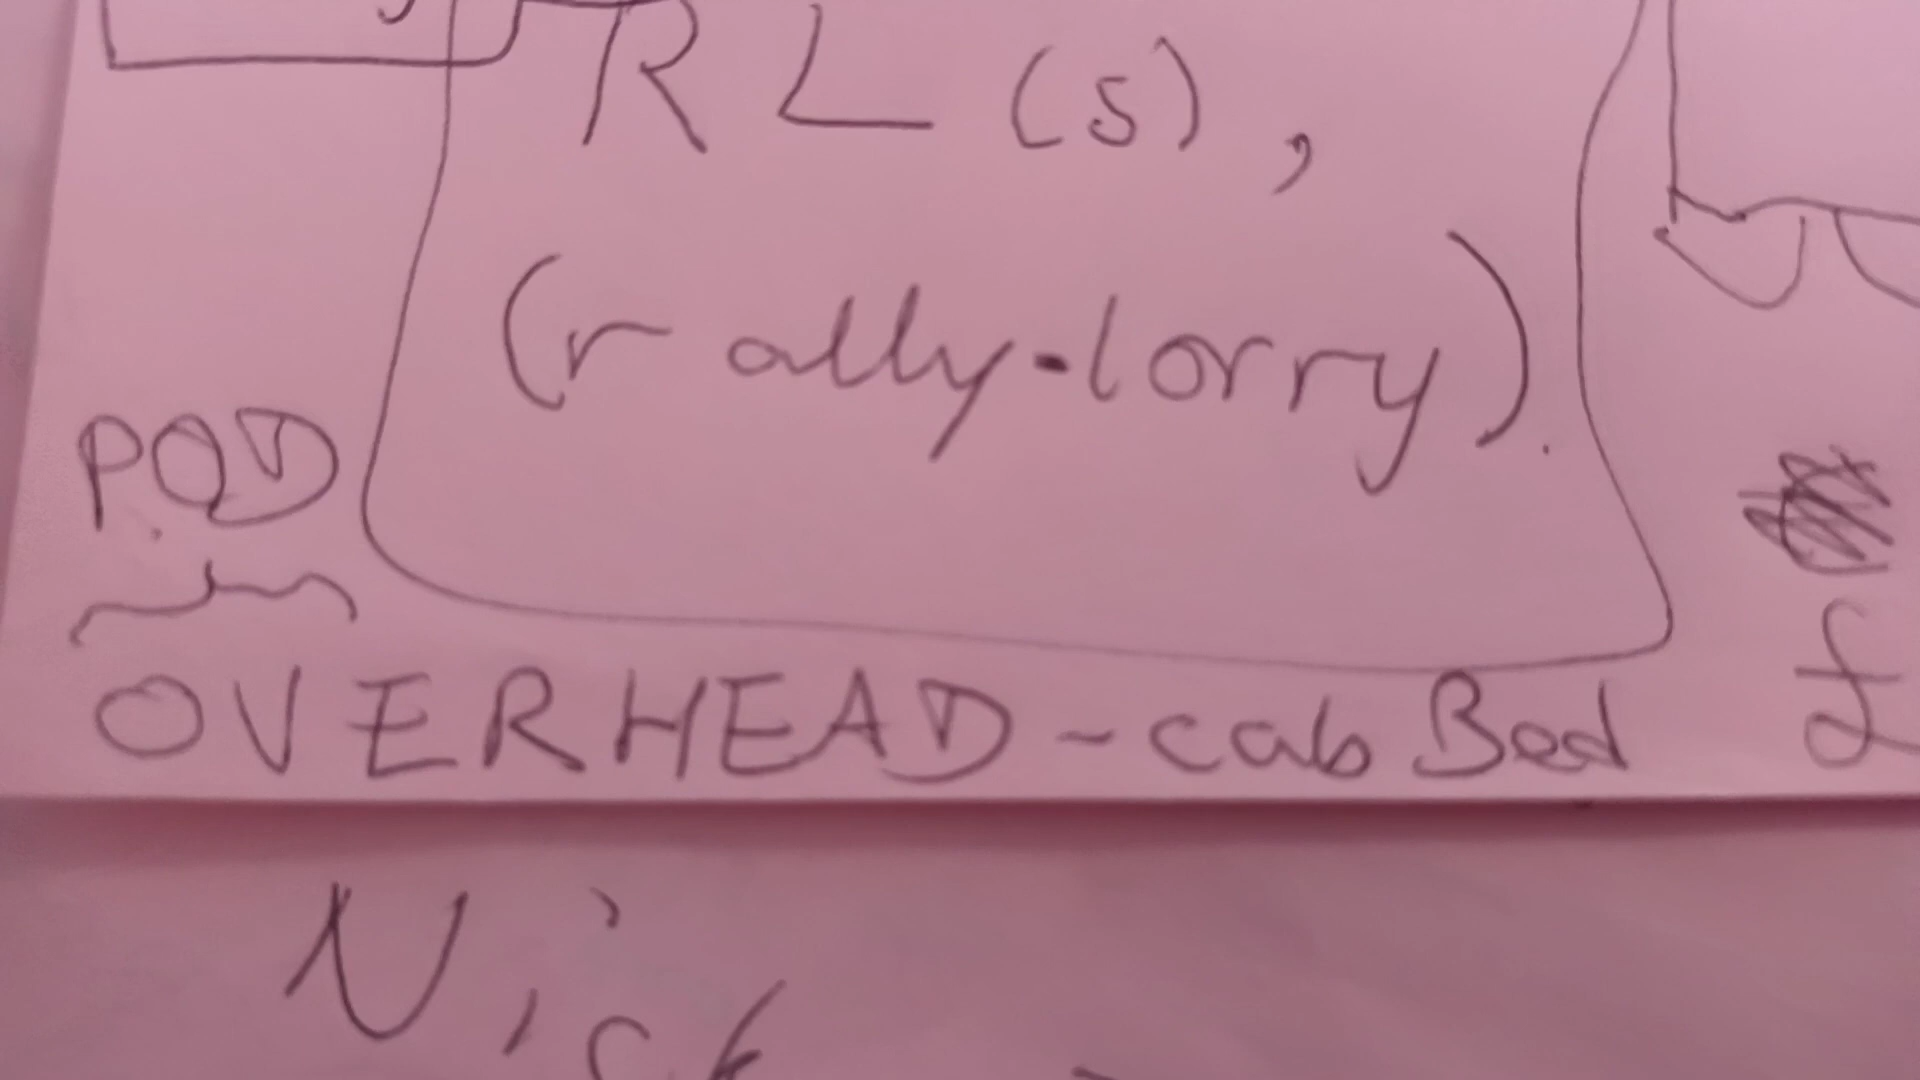 RL(s),
(rally-lorry).
POD
OVERHEAD - cab Bed
£
Nick